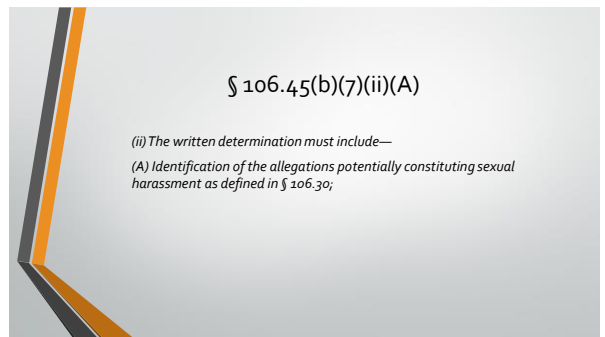 § 106.45(b)(7)(ii)(A)
(ii) The written determination must include—
(A) Identification of the allegations potentially constituting sexual
harassment as defined in § 106.30;